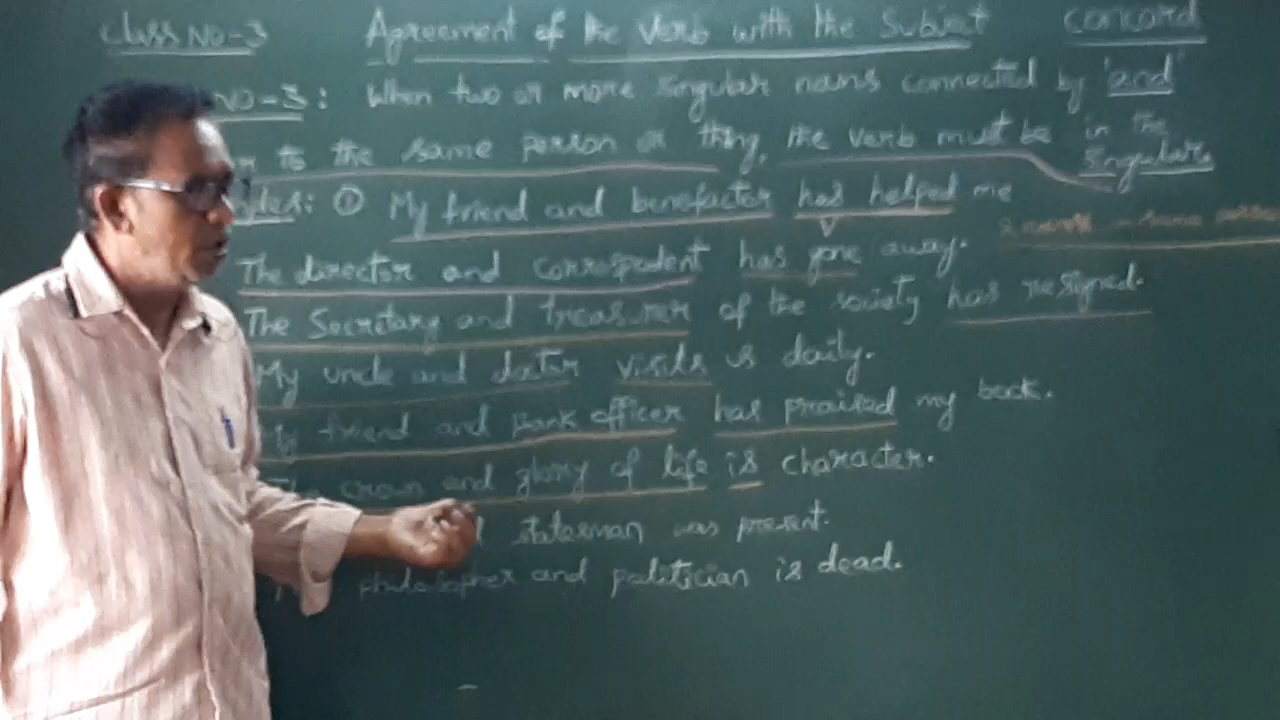 Class NO-3 Agreement of the Verb with the Subject Concord
NO-3: When two or more singular nouns connected by 'and'
to the same person or thing, the verb must be in the singular.
① My friend and benefactor has helped me
The director and correspodent has gone away.
The Secretary and treasurer of the society has resigned.
My uncle and doctor visits us daily.
My friend and bank officer has praised my book.
crown and glory of life is character.
statesman was present.
philosopher and politician is dead.